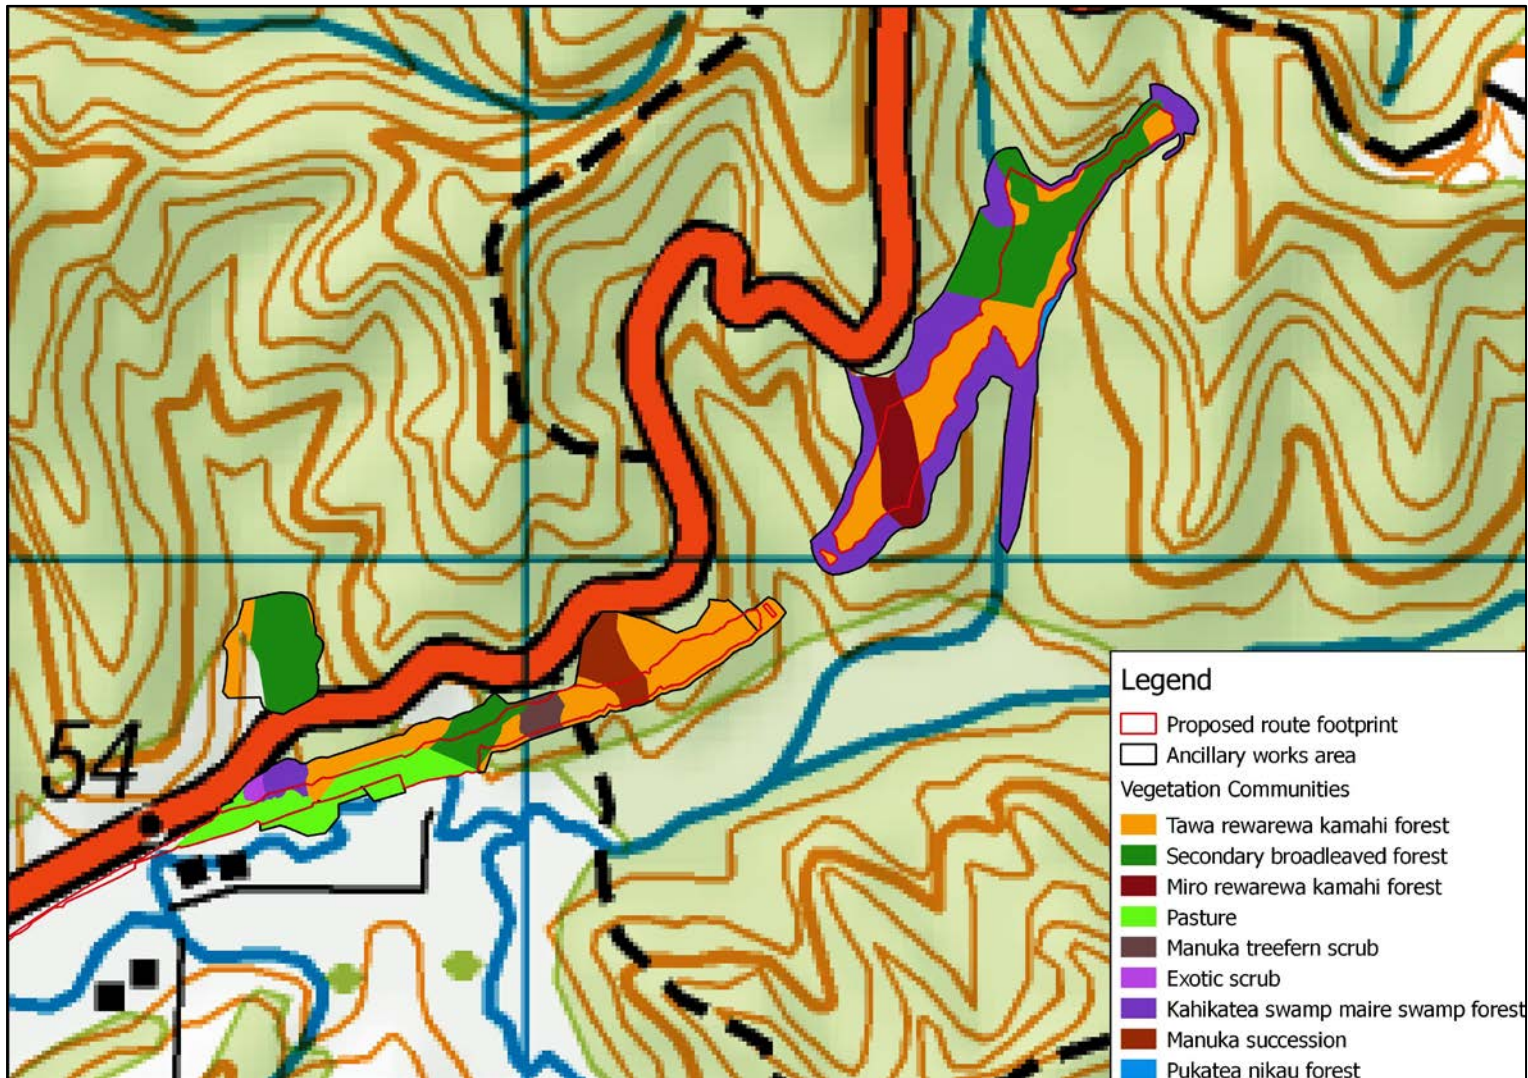 54
Legend
Proposed route footprint
Ancillary works area
Vegetation Communities
Tawa rewarewa kamahi forest
Secondary broadleaved forest
Miro rewarewa kamahi forest
Pasture
Manuka treefern scrub
Exotic scrub
Kahikatea swamp maire swamp forest
Manuka succession
Pukatea nikau forest